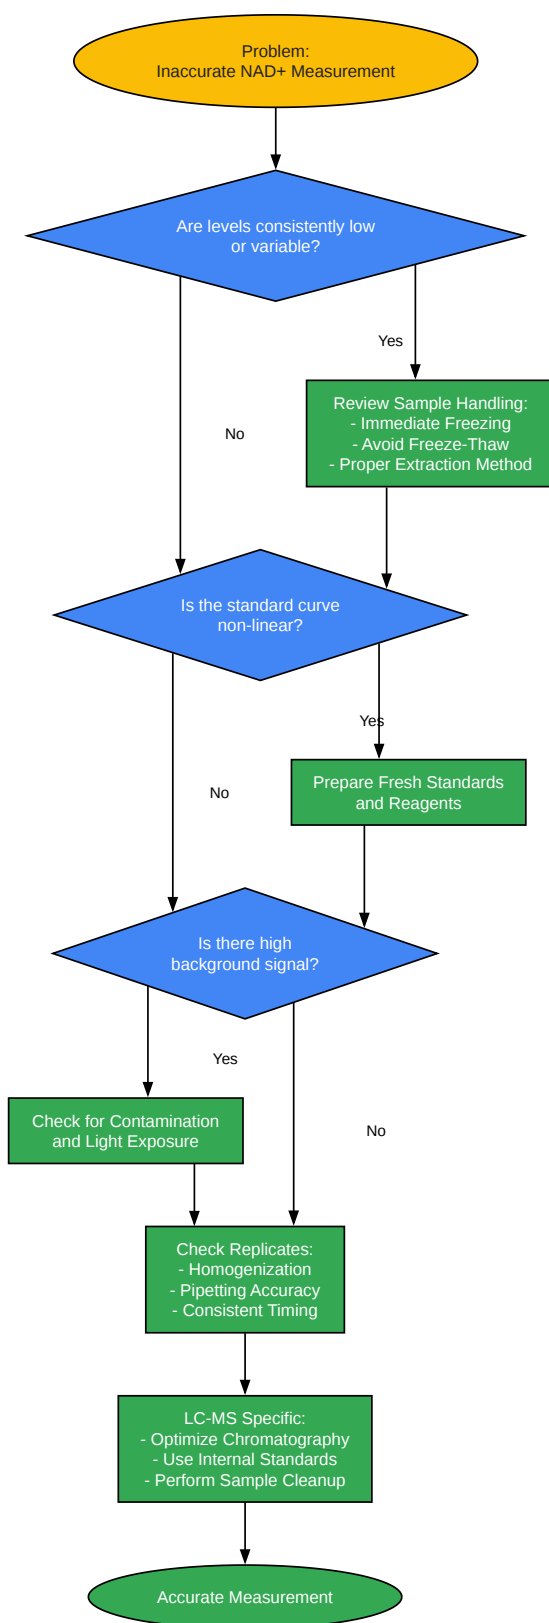 Problem:
Inaccurate NAD+ Measurement
Are levels consistently low
or variable?
Yes
Review Sample Handling:
- Immediate Freezing
- Avoid Freeze-Thaw
- Proper Extraction Method
No
Is the standard curve
non-linear?
Yes
Prepare Fresh Standards
and Reagents
No
Is there high
background signal?
Yes
Check for Contamination
and Light Exposure
No
Check Replicates:
- Homogenization
- Pipetting Accuracy
- Consistent Timing
LC-MS Specific:
- Optimize Chromatography
- Use Internal Standards
- Perform Sample Cleanup
Accurate Measurement